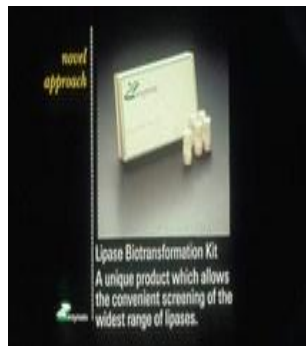 novel
approach
Lipase Biotransformation Kit
A unique product which allows
the convenient screening of the
widest range of lipases.